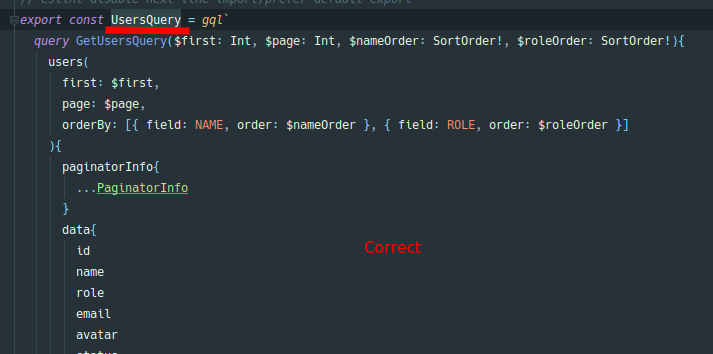 // eslint-disable-next-line import/prefer-default-export
export const UsersQuery = gql`
query GetUsersQuery($first: Int, $page: Int, $nameOrder: SortOrder!, $roleOrder: SortOrder!){
users(
first: $first,
page: $page,
orderBy: [{ field: NAME, order: $nameOrder }, { field: ROLE, order: $roleOrder }]
){
paginatorInfo{
...PaginatorInfo
}
data{
id
Correct
name
role
email
avatar
status